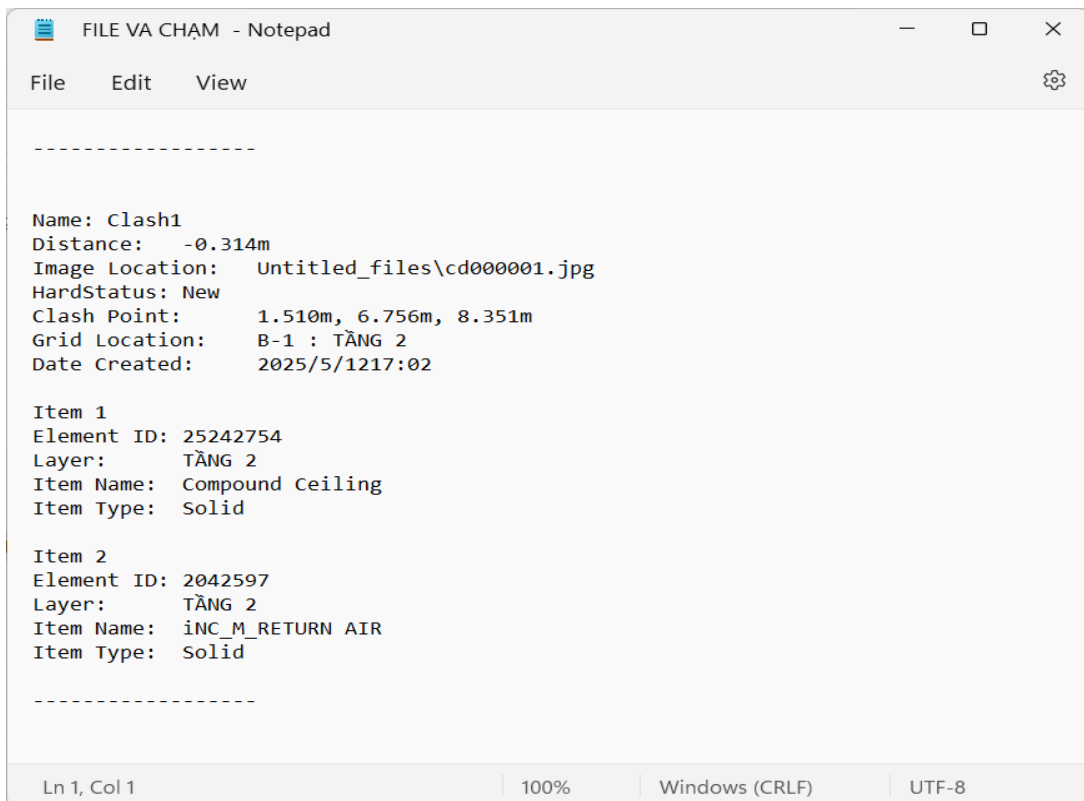 FILE VA CHẠM - Notepad
File Edit View
------------------
Name: Clash1
Distance: -0.314m
Image Location: Untitled_files\cd000001.jpg
HardStatus: New
Clash Point: 1.510m, 6.756m, 8.351m
Grid Location: B-1 : TẦNG 2
Date Created: 2025/5/1217:02
Item 1
Element ID: 25242754
Layer: TẦNG 2
Item Name: Compound Ceiling
Item Type: Solid
Item 2
Element ID: 2042597
Layer: TẦNG 2
Item Name: iNC_M_RETURN AIR
Item Type: Solid
------------------
Ln 1, Col 1 100% Windows (CRLF) UTF-8